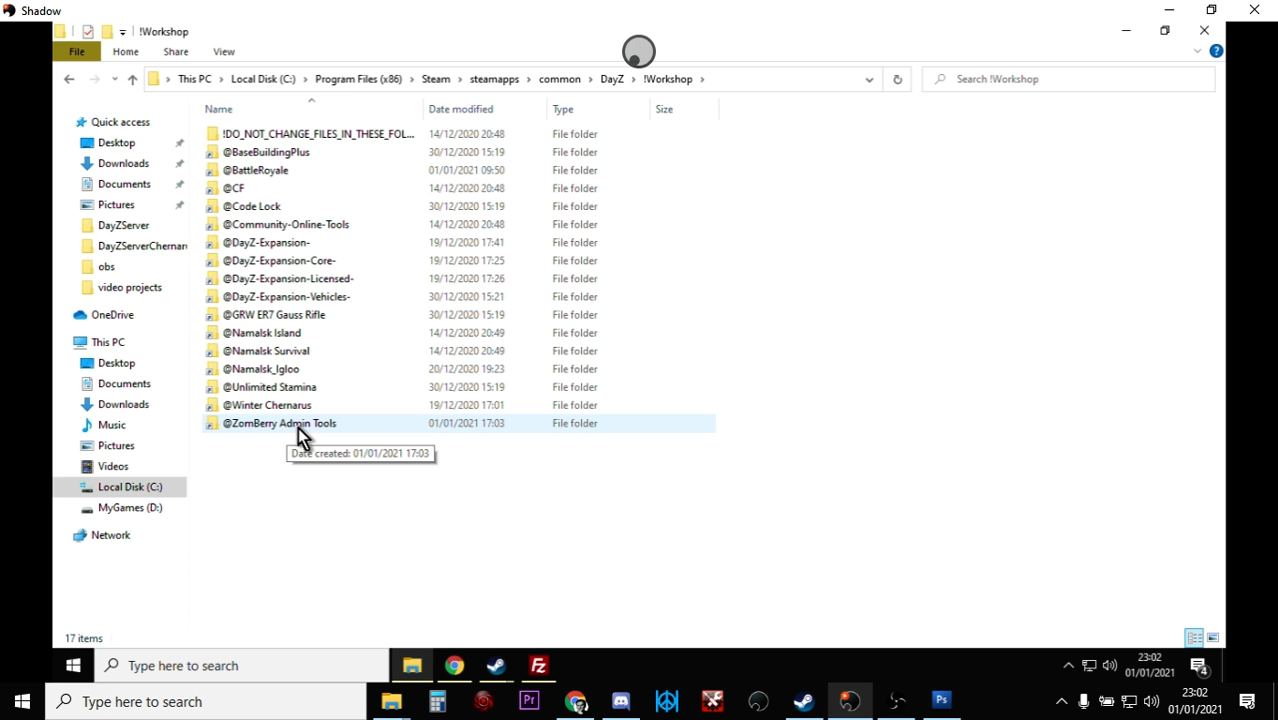 Shadow
!Workshop
File Home Share View
This PC Local Disk (C:) Program Files (x86) Steam steamapps common DayZ !Workshop
Search !Workshop
Name Date modified Type Size
Quick access
Desktop
Downloads
Documents
Pictures
DayZServer
DayZServerChernar
obs
video projects
OneDrive
This PC
Desktop
Documents
Downloads
Music
Pictures
Videos
Local Disk (C:)
MyGames (D:)
Network
!DO_NOT_CHANGE_FILES_IN_THESE_FOL... 14/12/2020 20:48 File folder
@BaseBuildingPlus 30/12/2020 15:19 File folder
@BattleRoyale 01/01/2021 09:50 File folder
@CF 14/12/2020 20:48 File folder
@Code Lock 30/12/2020 15:19 File folder
@Community-Online-Tools 14/12/2020 20:48 File folder
@DayZ-Expansion- 19/12/2020 17:41 File folder
@DayZ-Expansion-Core- 19/12/2020 17:25 File folder
@DayZ-Expansion-Licensed- 19/12/2020 17:26 File folder
@DayZ-Expansion-Vehicles- 30/12/2020 15:21 File folder
@GRW ER7 Gauss Rifle 30/12/2020 15:19 File folder
@Namalsk Island 14/12/2020 20:49 File folder
@Namalsk Survival 14/12/2020 20:49 File folder
@Namalsk_Igloo 20/12/2020 19:23 File folder
@Unlimited Stamina 30/12/2020 15:19 File folder
@Winter Chernarus 19/12/2020 17:01 File folder
@ZomBerry Admin Tools 01/01/2021 17:03 File folder
Date created: 01/01/2021 17:03
17 items
Type here to search
Fz
23:02
01/01/2021
4
Type here to search
Pr
Ps
23:02
01/01/2021